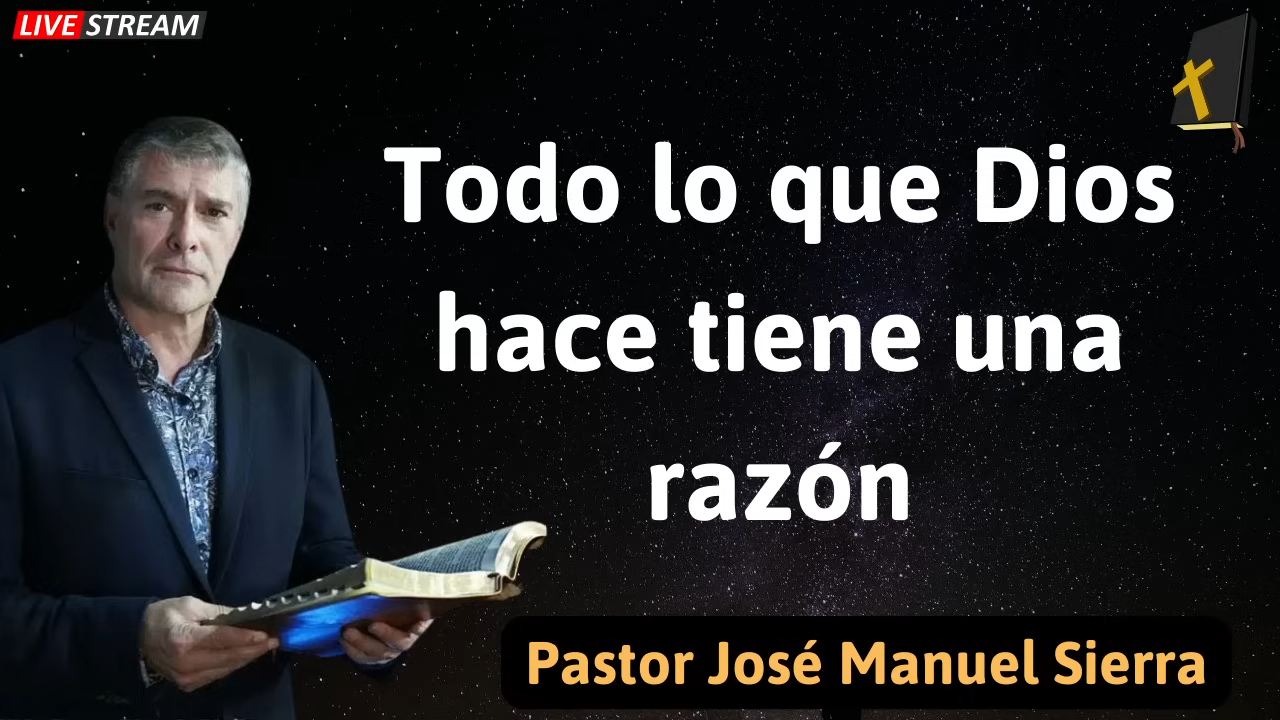 LIVE STREAM
Todo lo que Dios
hace tiene una
razón
Pastor José Manuel Sierra